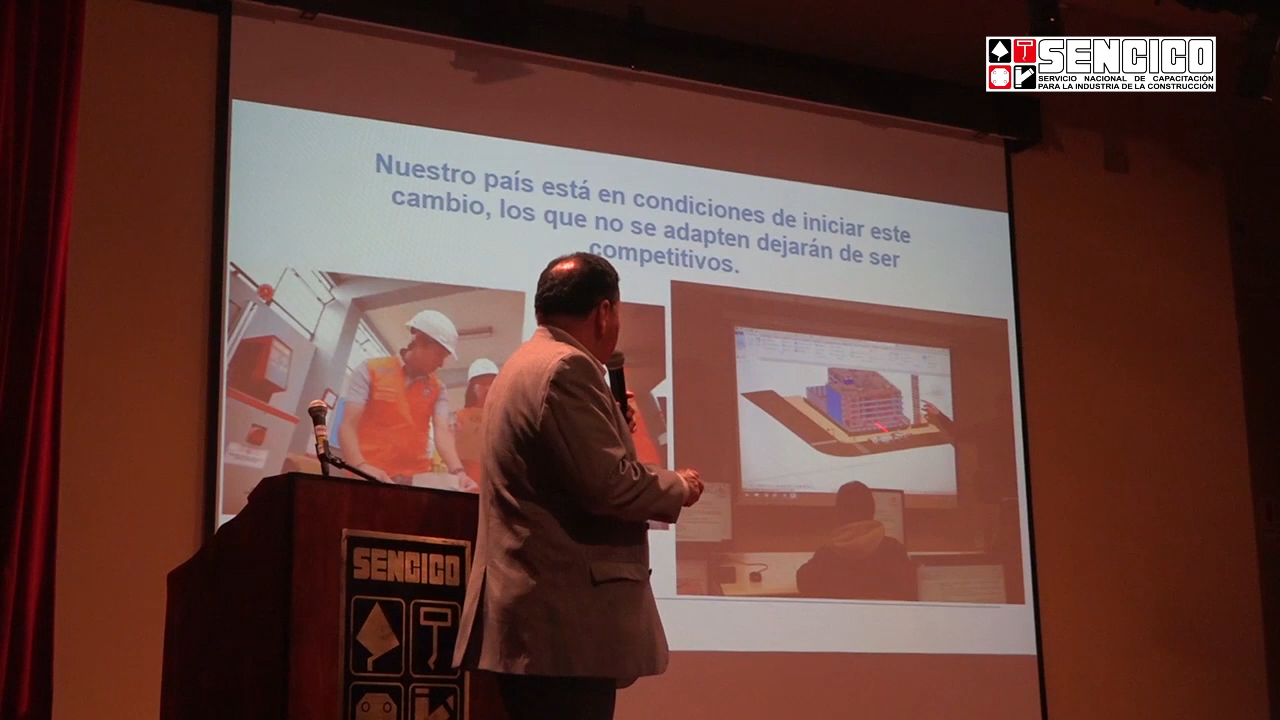 SENCICO
SERVICIO NACIONAL DE CAPACITACIÓN
PARA LA INDUSTRIA DE LA CONSTRUCCIÓN
Nuestro país está en condiciones de iniciar este
cambio, los que no se adapten dejarán de ser
competitivos.
SENCICO